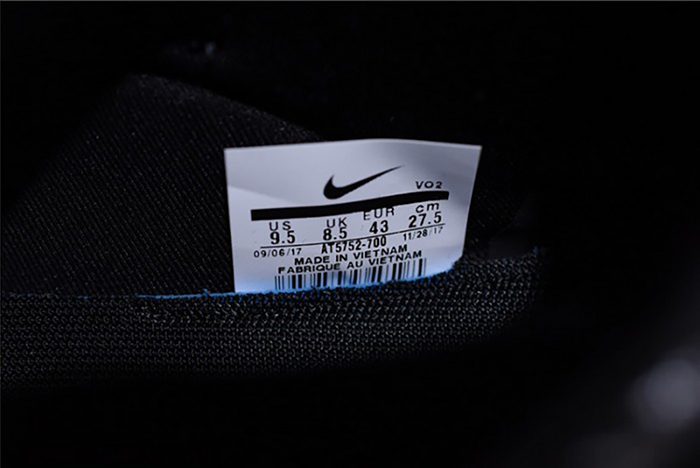 VO2
US UK EUR cm
9.5 8.5 43 27.5
09/06/17 AT5752-700 11/28/17
MADE IN VIETNAM
FABRIQUE AU VIETNAM